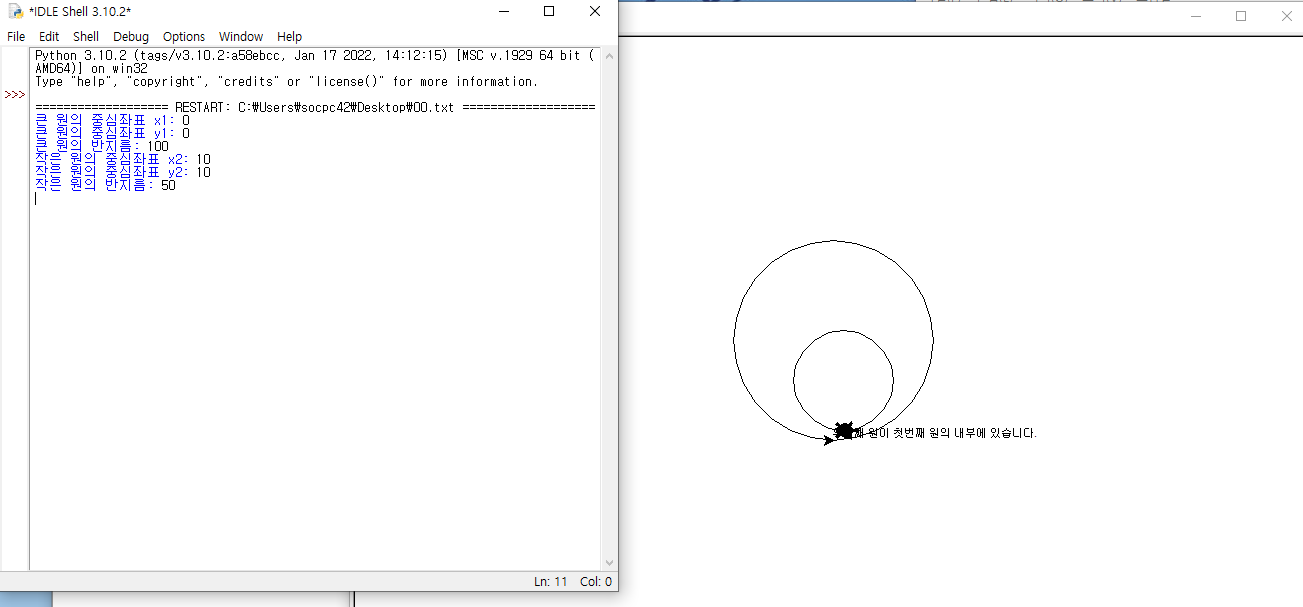 *IDLE Shell 3.10.2*
File Edit Shell Debug Options Window Help
Python 3.10.2 (tags/v3.10.2:a58ebcc, Jan 17 2022, 14:12:15) [MSC v.1929 64 bit (
AMD64)] on win32
Type "help", "copyright", "credits" or "license()" for more information.
>>>
=================== RESTART: C:₩Users₩socpc42₩Desktop₩00.txt ===================
큰 원의 중심좌표 x1: 0
큰 원의 중심좌표 y1: 0
큰 원의 반지름: 100
작은 원의 중심좌표 x2: 10
작은 원의 중심좌표 y2: 10
작은 원의 반지름: 50
원이 첫번째 원의 내부에 있습니다.
Ln: 11 Col: 0